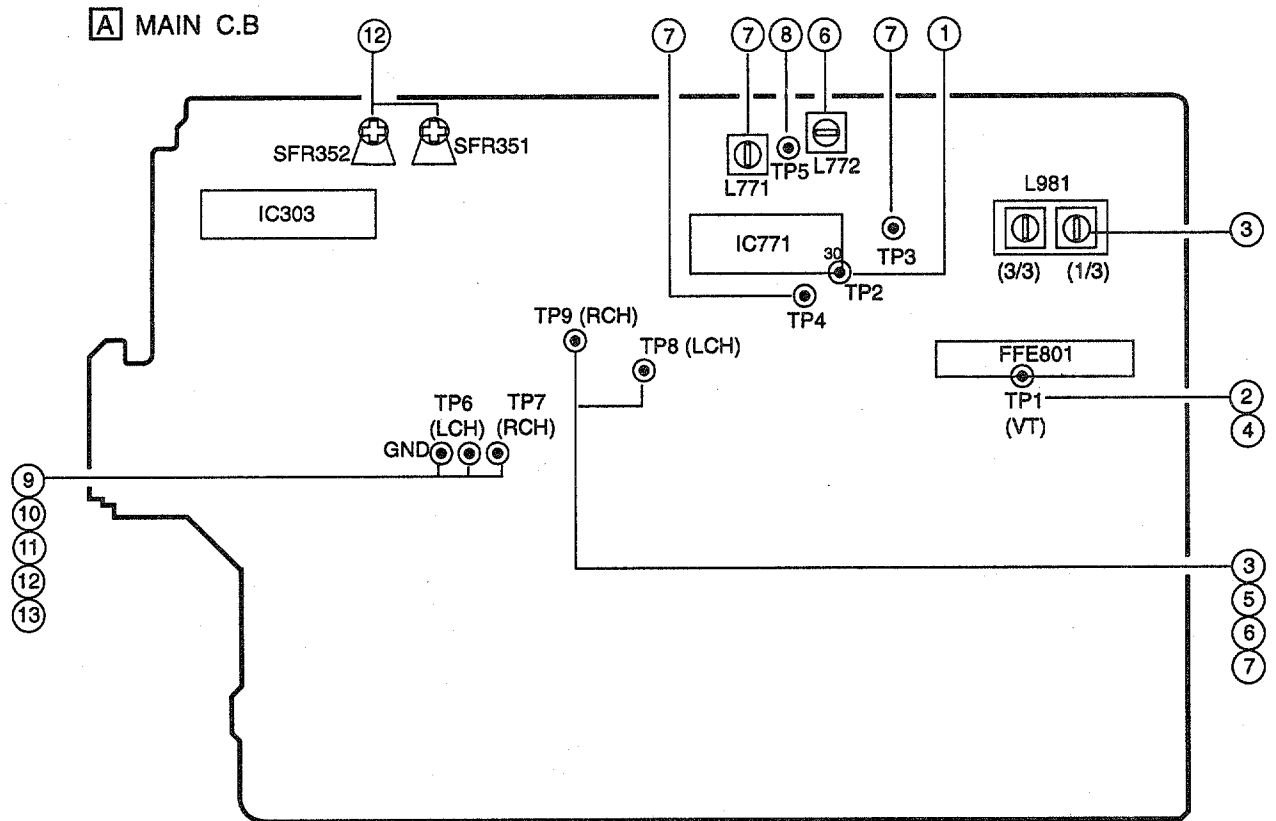 A MAIN C.B
12 7 7 8 6 7 1
SFR352 SFR351
L771 TP5 L772
L981
IC303
IC771
30
TP3
3
(3/3) (1/3)
TP2
TP4
TP9 (RCH)
TP8 (LCH)
FFE801
TP1
(VT)
2
4
TP6
(LCH)
TP7
(RCH)
GND
9
10
11
12
13
3
5
6
7